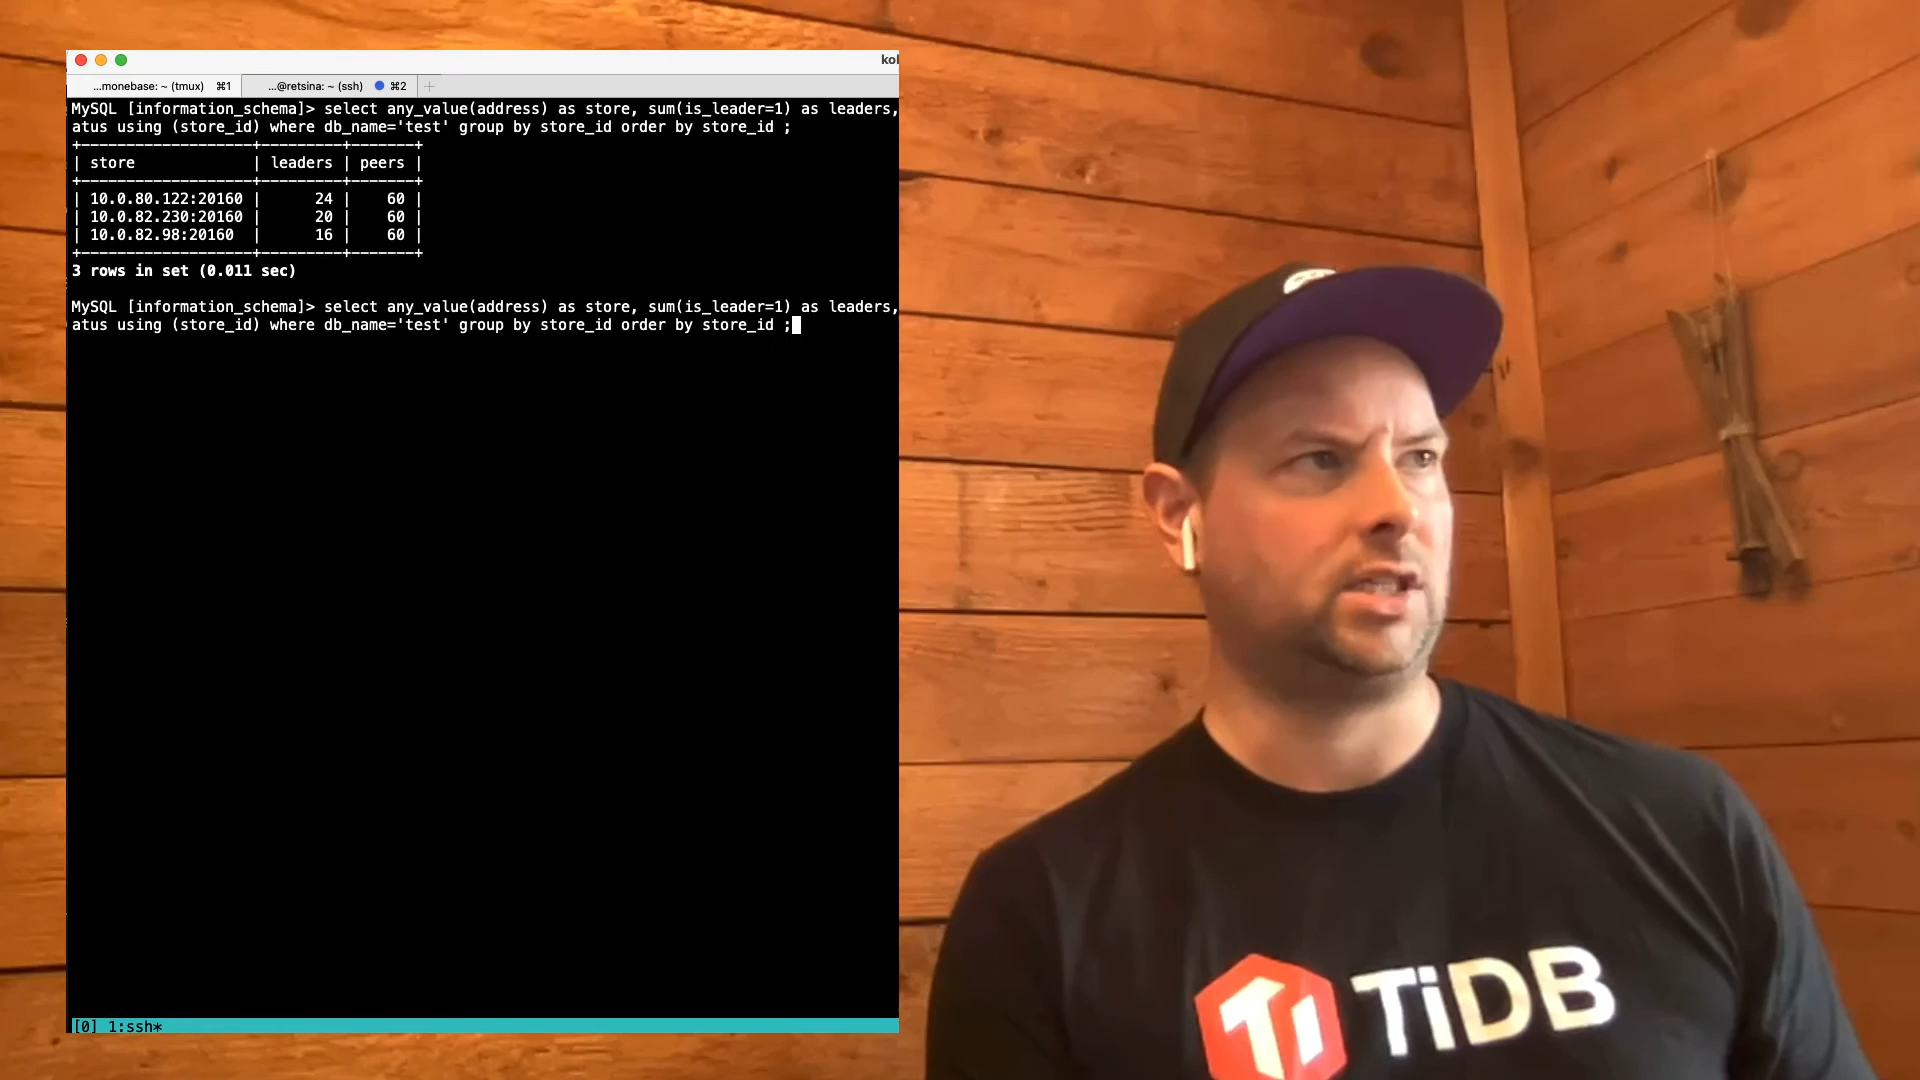 kol
...monebase: ~ (tmux) ⌘1 ...@retsina: ~ (ssh) ⌘2 +
MySQL [information_schema]> select any_value(address) as store, sum(is_leader=1) as leaders,
atus using (store_id) where db_name='test' group by store_id order by store_id ;
+-------------------+---------+-------+
| store             | leaders | peers |
+-------------------+---------+-------+
| 10.0.80.122:20160 |      24 |    60 |
| 10.0.82.230:20160 |      20 |    60 |
| 10.0.82.98:20160  |      16 |    60 |
+-------------------+---------+-------+
3 rows in set (0.011 sec)
MySQL [information_schema]> select any_value(address) as store, sum(is_leader=1) as leaders,
atus using (store_id) where db_name='test' group by store_id order by store_id ;
[0] 1:ssh*
TiDB